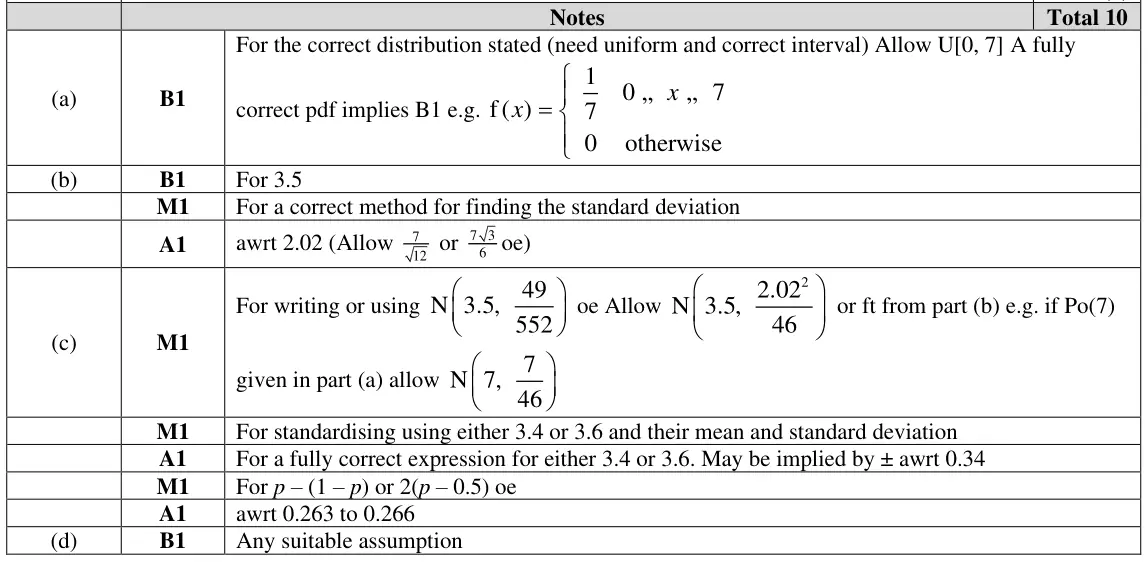 Notes Total 10
For the correct distribution stated (need uniform and correct interval) Allow U[0, 7] A fully
(a) B1 correct pdf implies B1 e.g. f(x) = { 1/7 0 ,, x ,, 7
0 otherwise
(b) B1 For 3.5
M1 For a correct method for finding the standard deviation
A1 awrt 2.02 (Allow 7/√12 or 7√3/6 oe)
For writing or using N(3.5, 49/552) oe Allow N(3.5, 2.02²/46) or ft from part (b) e.g. if Po(7)
(c) M1
given in part (a) allow N(7, 7/46)
M1 For standardising using either 3.4 or 3.6 and their mean and standard deviation
A1 For a fully correct expression for either 3.4 or 3.6. May be implied by ± awrt 0.34
M1 For p – (1 – p) or 2(p – 0.5) oe
A1 awrt 0.263 to 0.266
(d) B1 Any suitable assumption